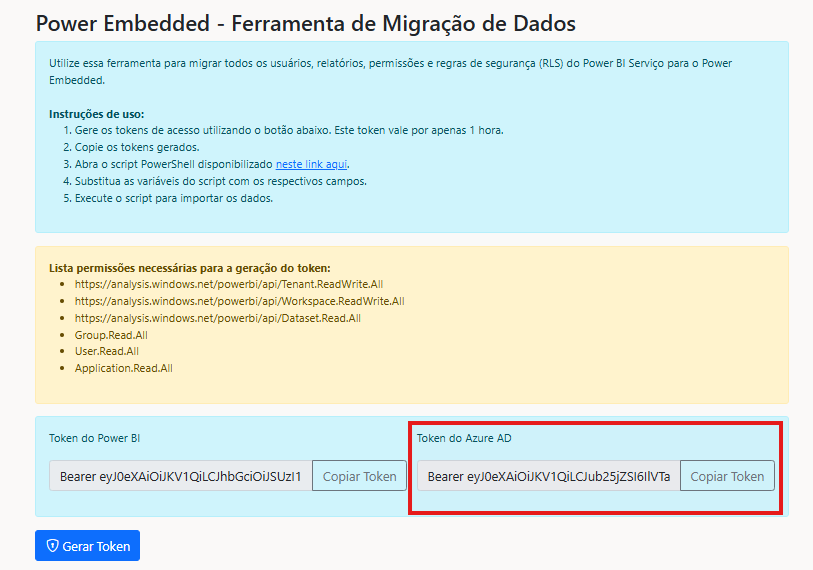 Power Embedded - Ferramenta de Migração de Dados
Utilize essa ferramenta para migrar todos os usuários, relatórios, permissões e regras de segurança (RLS) do Power BI Serviço para o Power
Embedded.
Instruções de uso:
1. Gere os tokens de acesso utilizando o botão abaixo. Este token vale por apenas 1 hora.
2. Copie os tokens gerados.
3. Abra o script PowerShell disponibilizado neste link aqui.
4. Substitua as variáveis do script com os respectivos campos.
5. Execute o script para importar os dados.
Lista permissões necessárias para a geração do token:
• https://analysis.windows.net/powerbi/api/Tenant.ReadWrite.All
• https://analysis.windows.net/powerbi/api/Workspace.ReadWrite.All
• https://analysis.windows.net/powerbi/api/Dataset.Read.All
• Group.Read.All
• User.Read.All
• Application.Read.All
Token do Power BI
Bearer eyJ0eXAiOiJKV1QiLCJhbGciOiJSUzI1 Copiar Token
Token do Azure AD
Bearer eyJ0eXAiOiJKV1QiLCJub25jZSI6IlVTa Copiar Token
Gerar Token